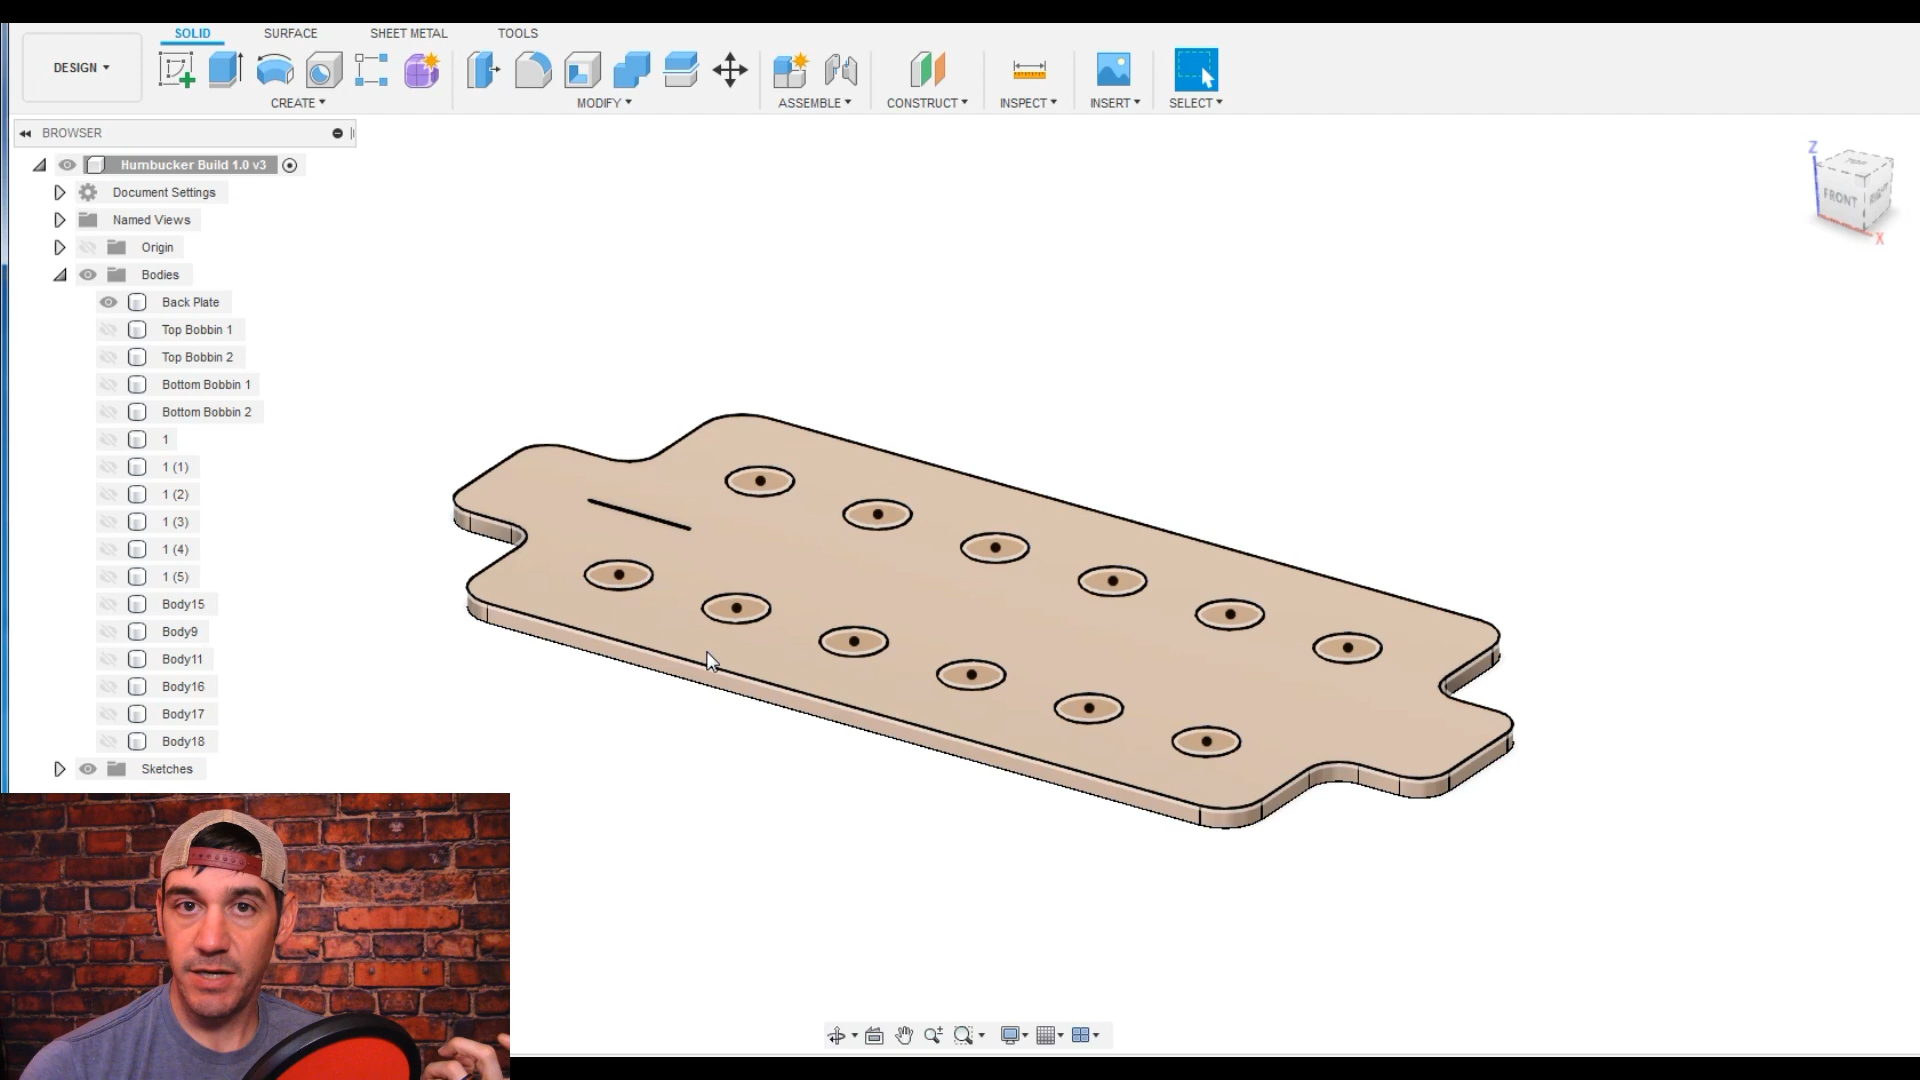 SOLID SURFACE SHEET METAL TOOLS
DESIGN
CREATE MODIFY ASSEMBLE CONSTRUCT INSPECT INSERT SELECT
BROWSER
Humbucker Build 1.0 v3
Document Settings
Named Views
Origin
Bodies
Back Plate
Top Bobbin 1
Top Bobbin 2
Bottom Bobbin 1
Bottom Bobbin 2
1
1 (1)
1 (2)
1 (3)
1 (4)
1 (5)
Body15
Body9
Body11
Body16
Body17
Body18
Sketches
Z
TOP
FRONT
RIGHT
X